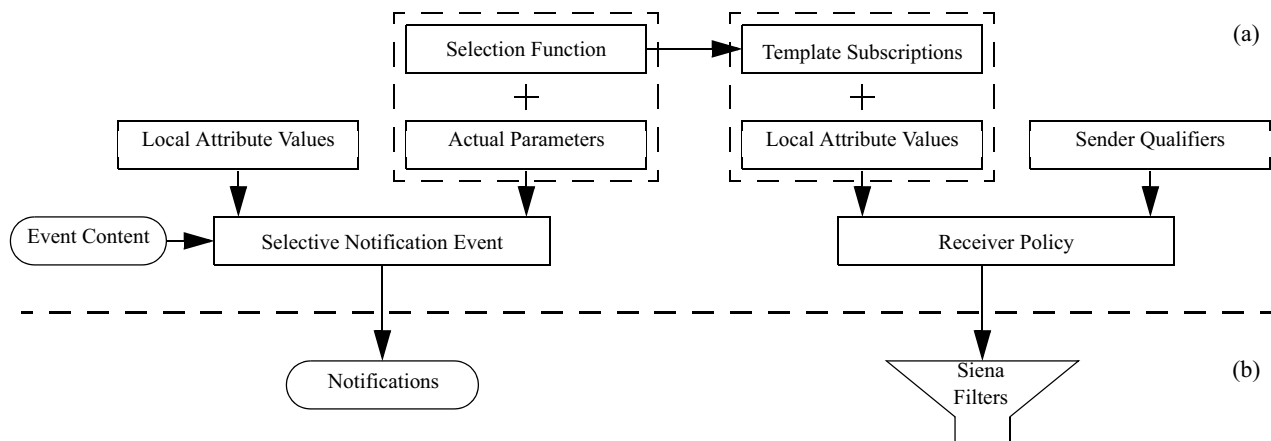 Selection Function
Template Subscriptions
(a)
Local Attribute Values
Actual Parameters
Local Attribute Values
Sender Qualifiers
Event Content
Selective Notification Event
Receiver Policy
Notifications
Siena
Filters
(b)